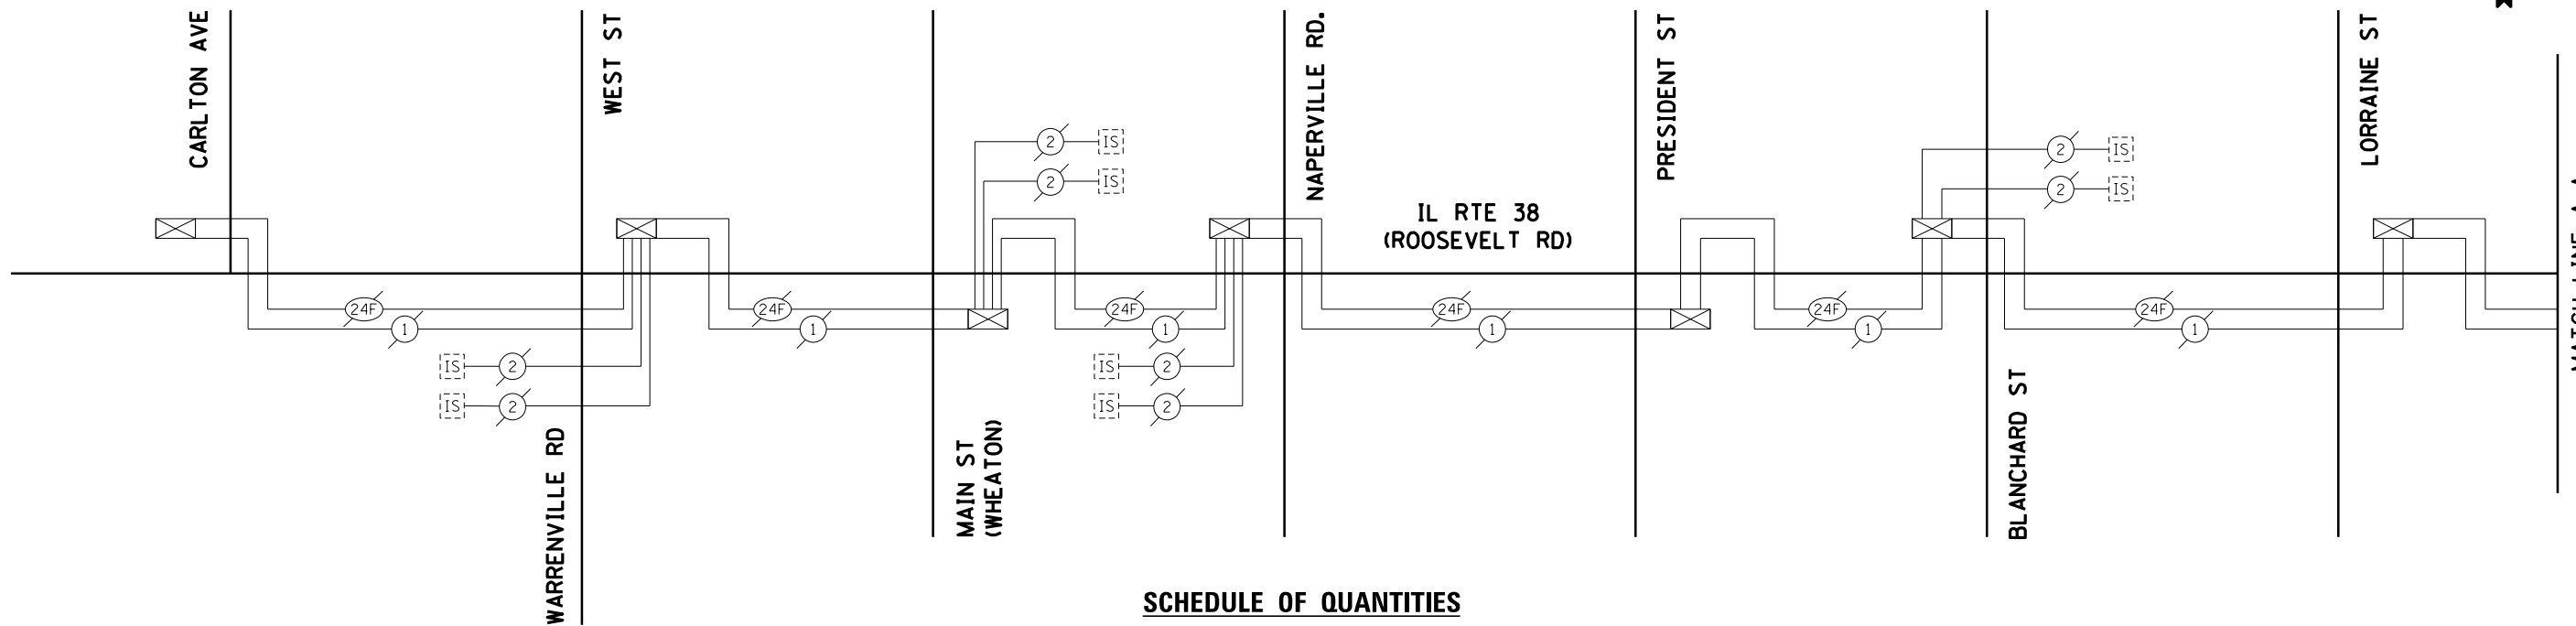 CARLTON AVE
WEST ST
NAPERVILLE RD.
PRESIDENT ST
LORRAINE ST
2 IS
2 IS
2 IS
2 IS
IL RTE 38
(ROOSEVELT RD)
24F
24F
24F
24F
24F
24F
1
1
1
1
1
1
IS 2
IS 2
IS 2
IS 2
WARRENVILLE RD
MAIN ST
(WHEATON)
BLANCHARD ST
SCHEDULE OF QUANTITIES